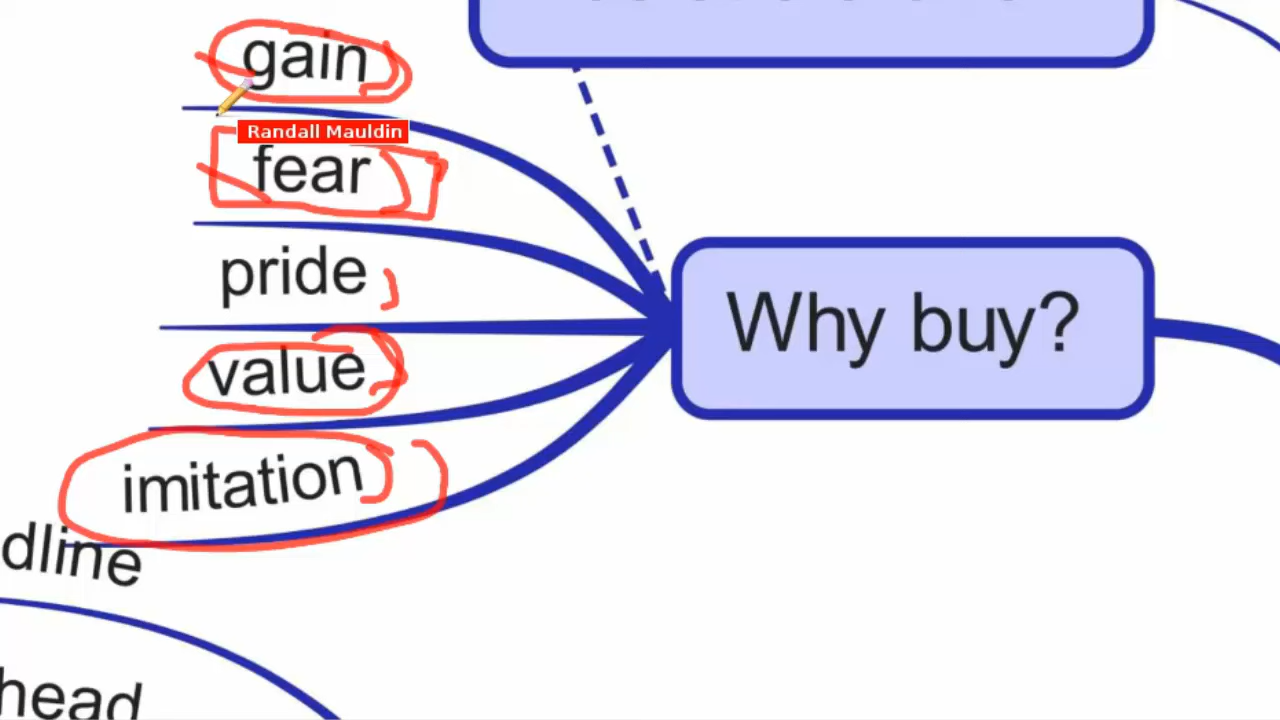 gain
Randall Mauldin
fear
pride
value
imitation
Why buy?
dline
head